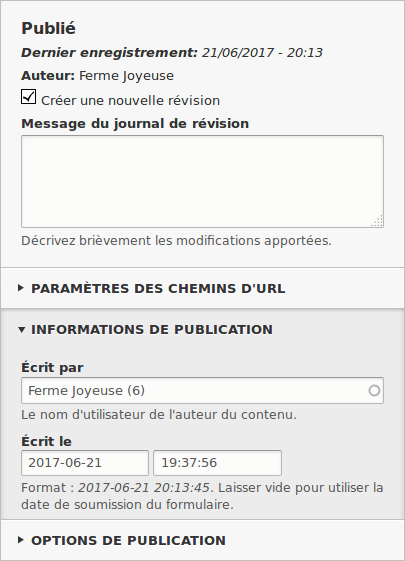 Publié
Dernier enregistrement: 21/06/2017 - 20:13
Auteur: Ferme Joyeuse
Créer une nouvelle révision
Message du journal de révision
Décrivez brièvement les modifications apportées.
PARAMÈTRES DES CHEMINS D'URL
INFORMATIONS DE PUBLICATION
Écrit par
Ferme Joyeuse (6)
Le nom d'utilisateur de l'auteur du contenu.
Écrit le
2017-06-21 19:37:56
Format : 2017-06-21 20:13:45. Laisser vide pour utiliser la
date de soumission du formulaire.
OPTIONS DE PUBLICATION